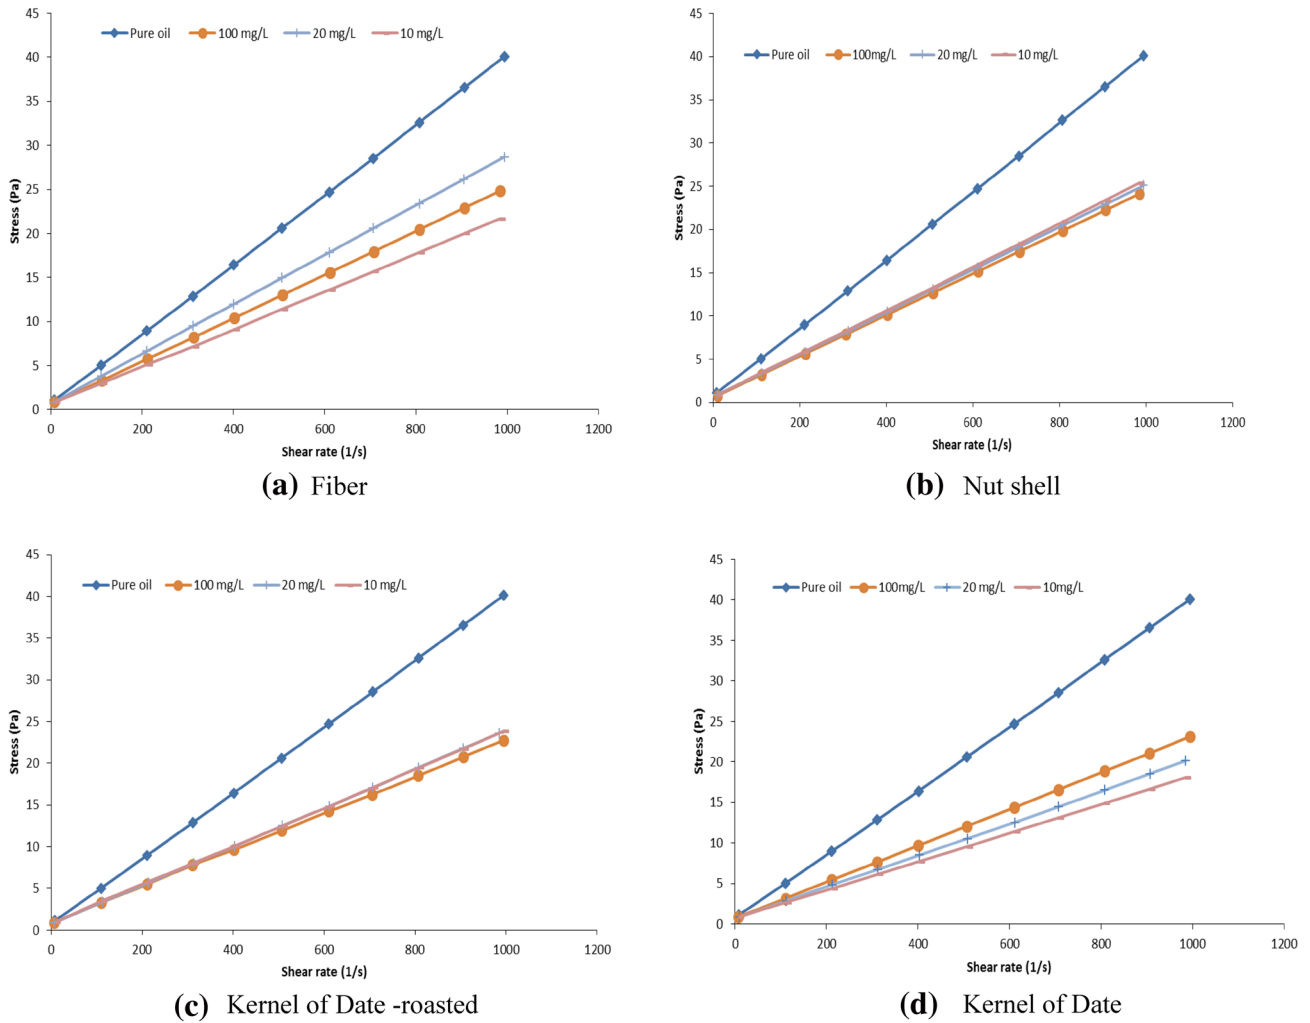 45
40
35
30
25
20
15
10
5
0
Stress (Pa)
Pure oil 100 mg/L 20 mg/L 10 mg/L
0 200 400 600 800 1000 1200
Shear rate (1/s)
(a) Fiber
45
40
35
30
25
20
15
10
5
0
Stress (Pa)
Pure oil 100mg/L 20 mg/L 10 mg/L
0 200 400 600 800 1000 1200
Shear rate (1/s)
(b) Nut shell
45
40
35
30
25
20
15
10
5
0
Stress (Pa)
Pure oil 100 mg/L 20 mg/L 10 mg/L
0 200 400 600 800 1000 1200
Shear rate (1/s)
(c) Kernel of Date -roasted
45
40
35
30
25
20
15
10
5
0
Stress (Pa)
Pure oil 100mg/L 20 mg/L 10mg/L
0 200 400 600 800 1000 1200
Shear rate (1/s)
(d) Kernel of Date